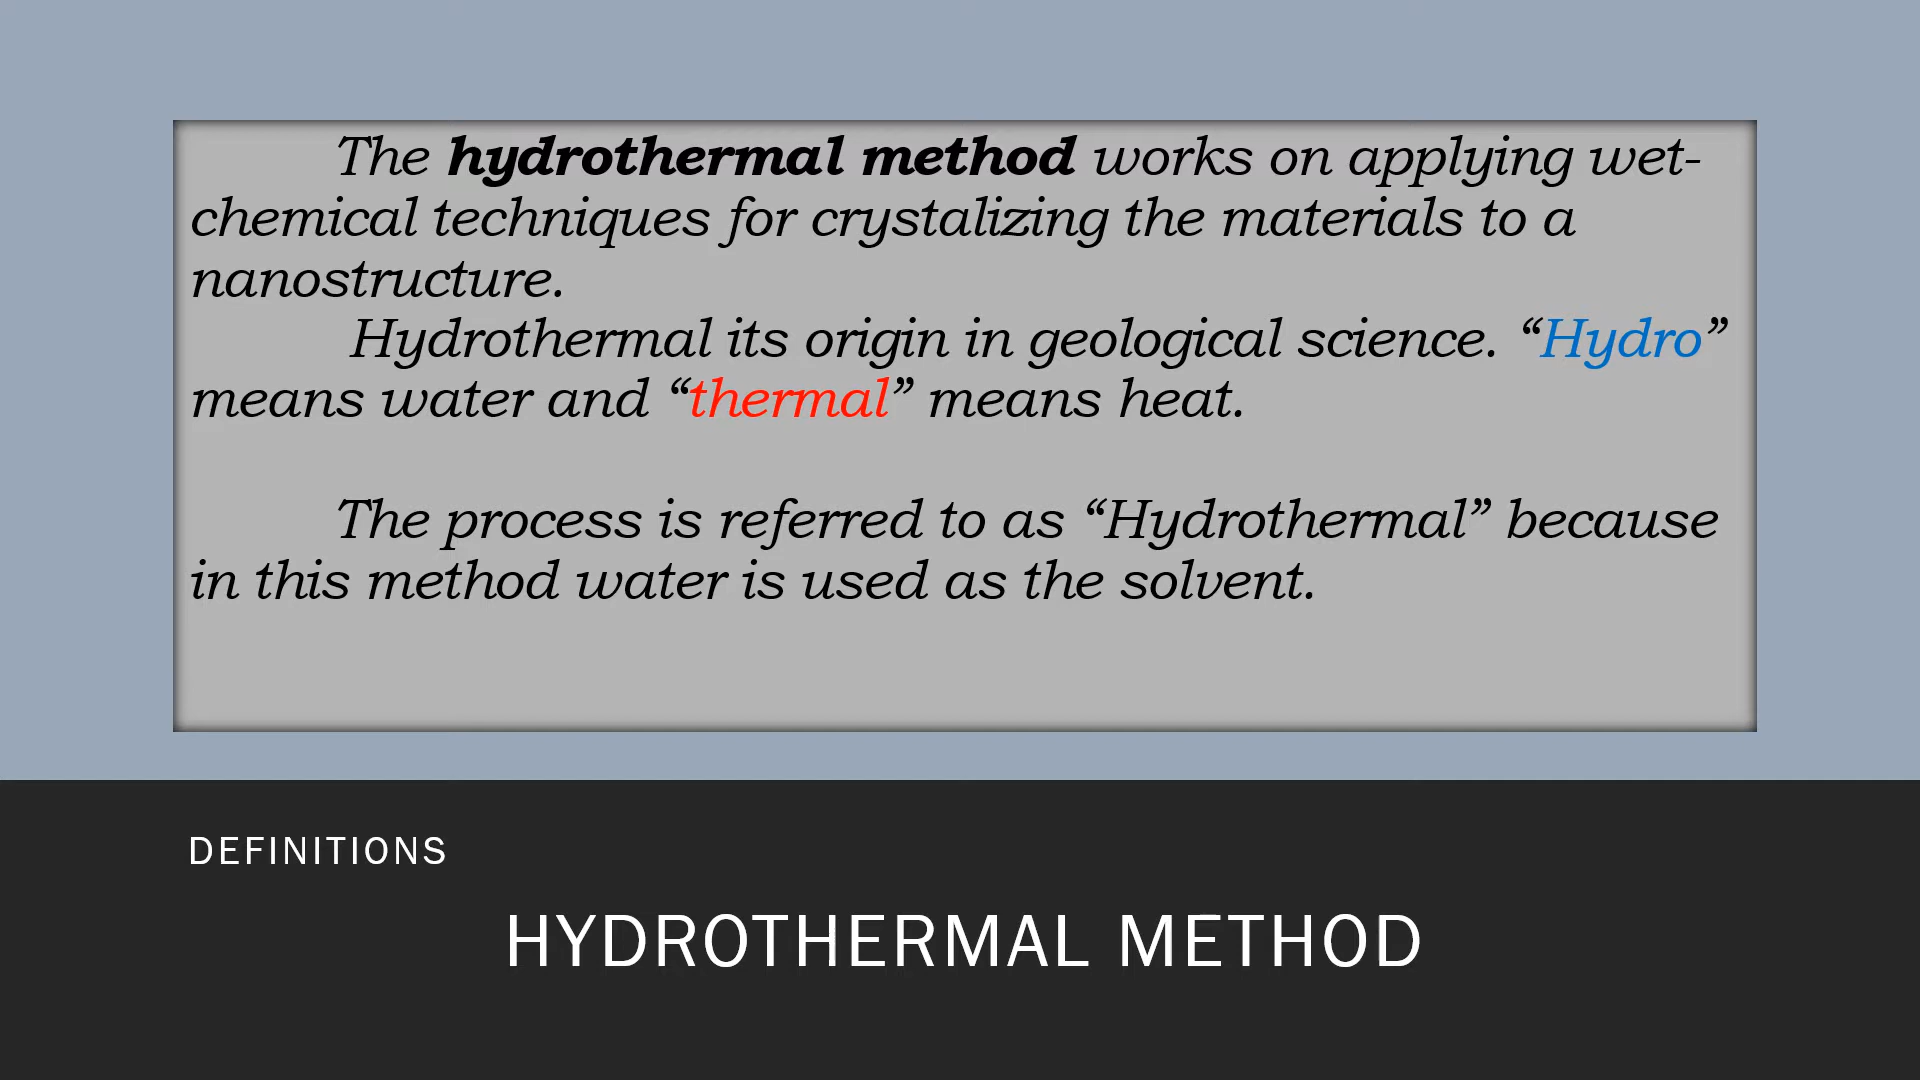 The hydrothermal method works on applying wet-
chemical techniques for crystalizing the materials to a
nanostructure.
Hydrothermal its origin in geological science. “Hydro”
means water and “thermal” means heat.
The process is referred to as “Hydrothermal” because
in this method water is used as the solvent.
DEFINITIONS
HYDROTHERMAL METHOD